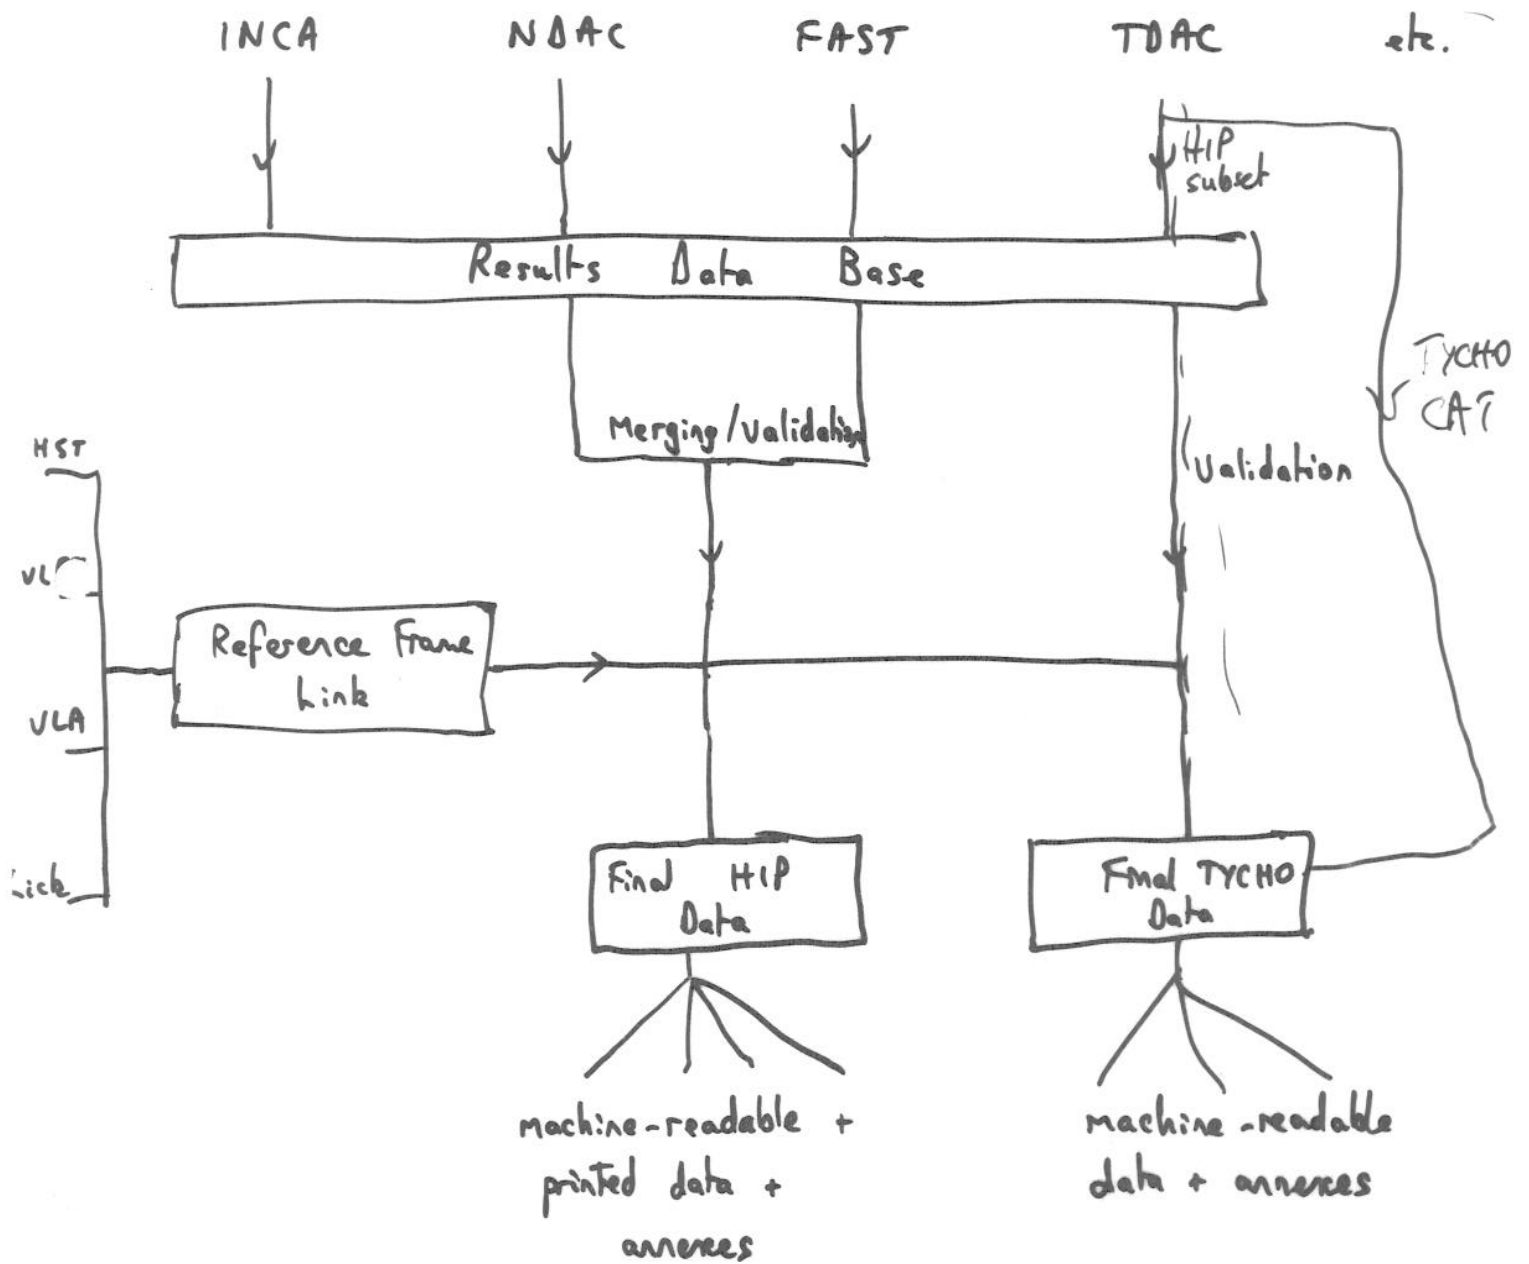 INCA NDAC FAST TDAC etc.
HIP
subset
Results Data Base
TYCHO
CAT
Merging/Validation
HST
Validation
Reference Frame
Link
VLA
Final HIP
Data
Final TYCHO
Data
machine-readable +
printed data +
annexes
machine-readable
data + annexes